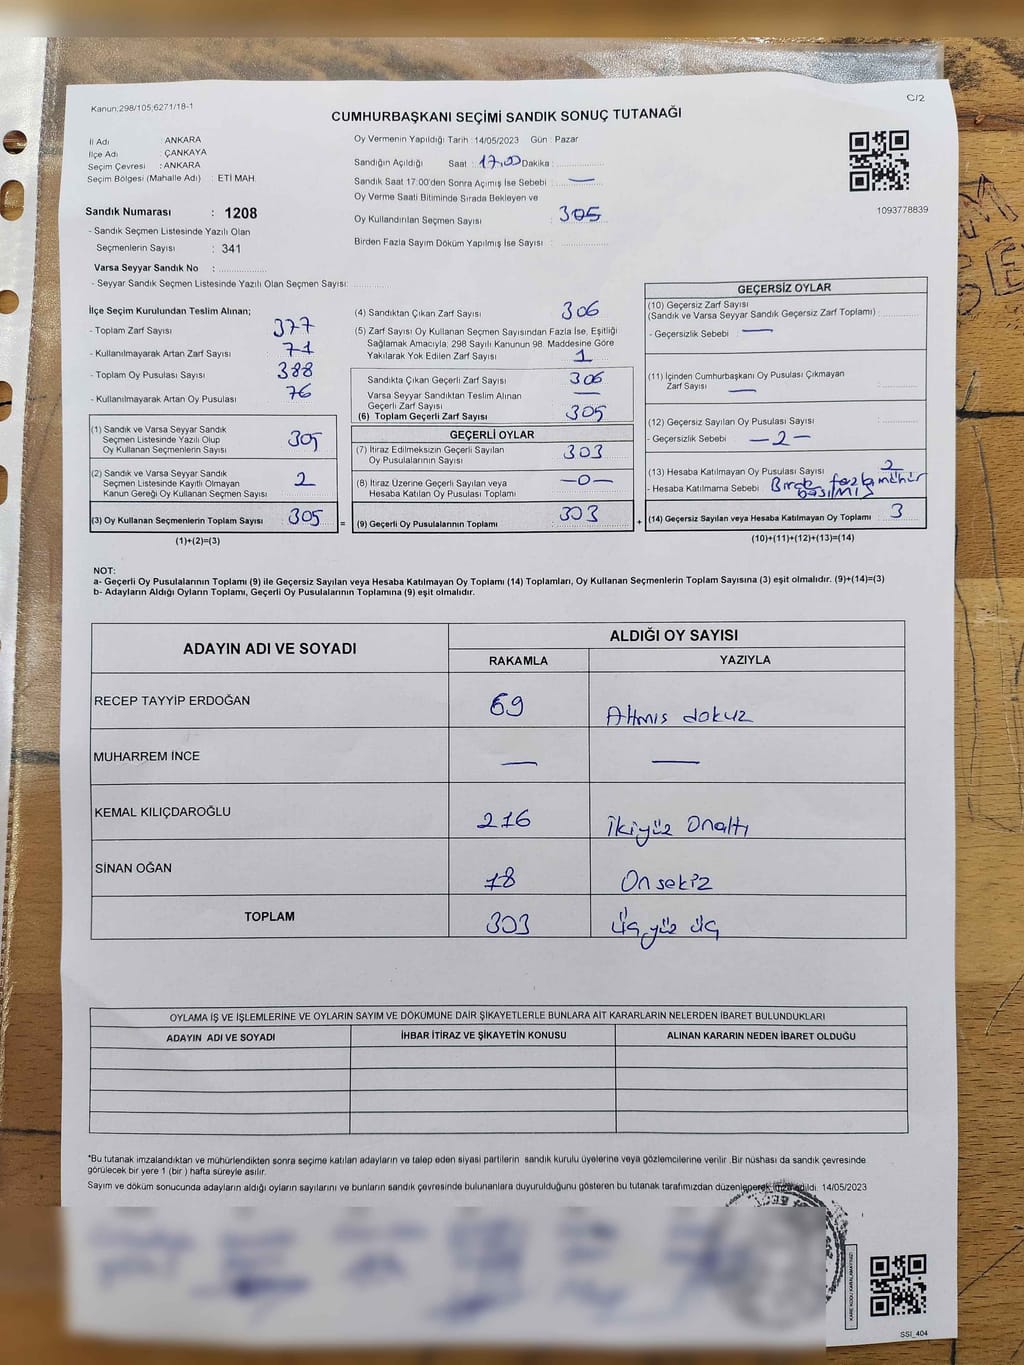 Kanun:298/105;6271/18-1
C/2
CUMHURBAŞKANI SEÇİMİ SANDIK SONUÇ TUTANAĞI
İl Adı : ANKARA
İlçe Adı : ÇANKAYA
Seçim Çevresi : ANKARA
Seçim Bölgesi (Mahalle Adı) : ETİ MAH.
Sandık Numarası : 1208
- Sandık Seçmen Listesinde Yazılı Olan
Seçmenlerin Sayısı : 341
Varsa Seyyar Sandık No :
- Seyyar Sandık Seçmen Listesinde Yazılı Olan Seçmen Sayısı:
Oy Vermenin Yapıldığı Tarih :14/05/2023 Gün : Pazar
Sandığın Açıldığı Saat : 17.00 Dakika :
Sandık Saat 17:00'den Sonra Açımış İse Sebebi : —
Oy Verme Saati Bitiminde Sırada Bekleyen ve
Oy Kullandırılan Seçmen Sayısı : 305
Birden Fazla Sayım Döküm Yapılmış İse Sayısı :
1093778839
İlçe Seçim Kurulundan Teslim Alınan;
- Toplam Zarf Sayısı 377
- Kullanılmayarak Artan Zarf Sayısı 71
- Toplam Oy Pusulası Sayısı 388
- Kullanılmayarak Artan Oy Pusulası 76
(1) Sandık ve Varsa Seyyar Sandık
Seçmen Listesinde Yazılı Olup
Oy Kullanan Seçmenlerin Sayısı 305
(2) Sandık ve Varsa Seyyar Sandık
Seçmen Listesinde Kayıtlı Olmayan
Kanun Gereği Oy Kullanan Seçmen Sayısı 2
(3) Oy Kullanan Seçmenlerin Toplam Sayısı 305 =
(1)+(2)=(3)
(4) Sandıktan Çıkan Zarf Sayısı 306
(5) Zarf Sayısı Oy Kullanan Seçmen Sayısından Fazla İse, Eşitliği
Sağlamak Amacıyla; 298 Sayılı Kanunun 98. Maddesine Göre
Yakılarak Yok Edilen Zarf Sayısı 1
Sandıkta Çıkan Geçerli Zarf Sayısı 306
Varsa Seyyar Sandıktan Teslim Alınan
Geçerli Zarf Sayısı —
(6) Toplam Geçerli Zarf Sayısı 305
GEÇERLİ OYLAR
(7) İtiraz Edilmeksizin Geçerli Sayılan
Oy Pusulalarının Sayısı 303
(8) İtiraz Üzerine Geçerli Sayılan veya
Hesaba Katılan Oy Pusulası Toplamı —0—
(9) Geçerli Oy Pusulalarının Toplamı 303 +
GEÇERSİZ OYLAR
(10) Geçersiz Zarf Sayısı
(Sandık ve Varsa Seyyar Sandık Geçersiz Zarf Toplamı) :
- Geçersizlik Sebebi : —
(11) İçinden Cumhurbaşkanı Oy Pusulası Çıkmayan
Zarf Sayısı —
(12) Geçersiz Sayılan Oy Pusulası Sayısı :
- Geçersizlik Sebebi —2—
(13) Hesaba Katılmayan Oy Pusulası Sayısı 2
- Hesaba Katılmama Sebebi : fazla mühür
basılmış
(14) Geçersiz Sayılan veya Hesaba Katılmayan Oy Toplamı : 3
(10)+(11)+(12)+(13)=(14)
NOT:
a- Geçerli Oy Pusulalarının Toplamı (9) ile Geçersiz Sayılan veya Hesaba Katılmayan Oy Toplamı (14) Toplamları, Oy Kullanan Seçmenlerin Toplam Sayısına (3) eşit olmalıdır. (9)+(14)=(3)
b- Adayların Aldığı Oyların Toplamı, Geçerli Oy Pusulalarının Toplamına (9) eşit olmalıdır.
ADAYIN ADI VE SOYADI
ALDIĞI OY SAYISI
RAKAMLA YAZIYLA
RECEP TAYYİP ERDOĞAN 69 Altmış dokuz
MUHARREM İNCE — —
KEMAL KILIÇDAROĞLU 216 İkiyüz Onaltı
SİNAN OĞAN 18 Onsekiz
TOPLAM 303 üçyüz üç
OYLAMA İŞ VE İŞLEMLERİNE VE OYLARIN SAYIM VE DÖKÜMÜNE DAİR ŞİKAYETLERLE BUNLARA AİT KARARLARIN NELERDEN İBARET BULUNDUKLARI
ADAYIN ADI VE SOYADI İHBAR İTİRAZ VE ŞİKAYETİN KONUSU ALINAN KARARIN NEDEN İBARET OLDUĞU
*Bu tutanak imzalandıktan ve mühürlendikten sonra seçime katılan adayların ve talep eden siyasi partilerin sandık kurulu üyelerine veya gözlemcilerine verilir .Bir nüshası da sandık çevresinde
görülecek bir yere 1 (bir ) hafta süreyle asılır.
Sayım ve döküm sonucunda adayların aldığı oyların sayılarını ve bunların sandık çevresinde bulunanlara duyurulduğunu gösteren bu tutanak tarafımızdan düzenlenerek imza edildi. 14/05/2023
KARE KODU KARALAMAYINIZ!
SSI_404